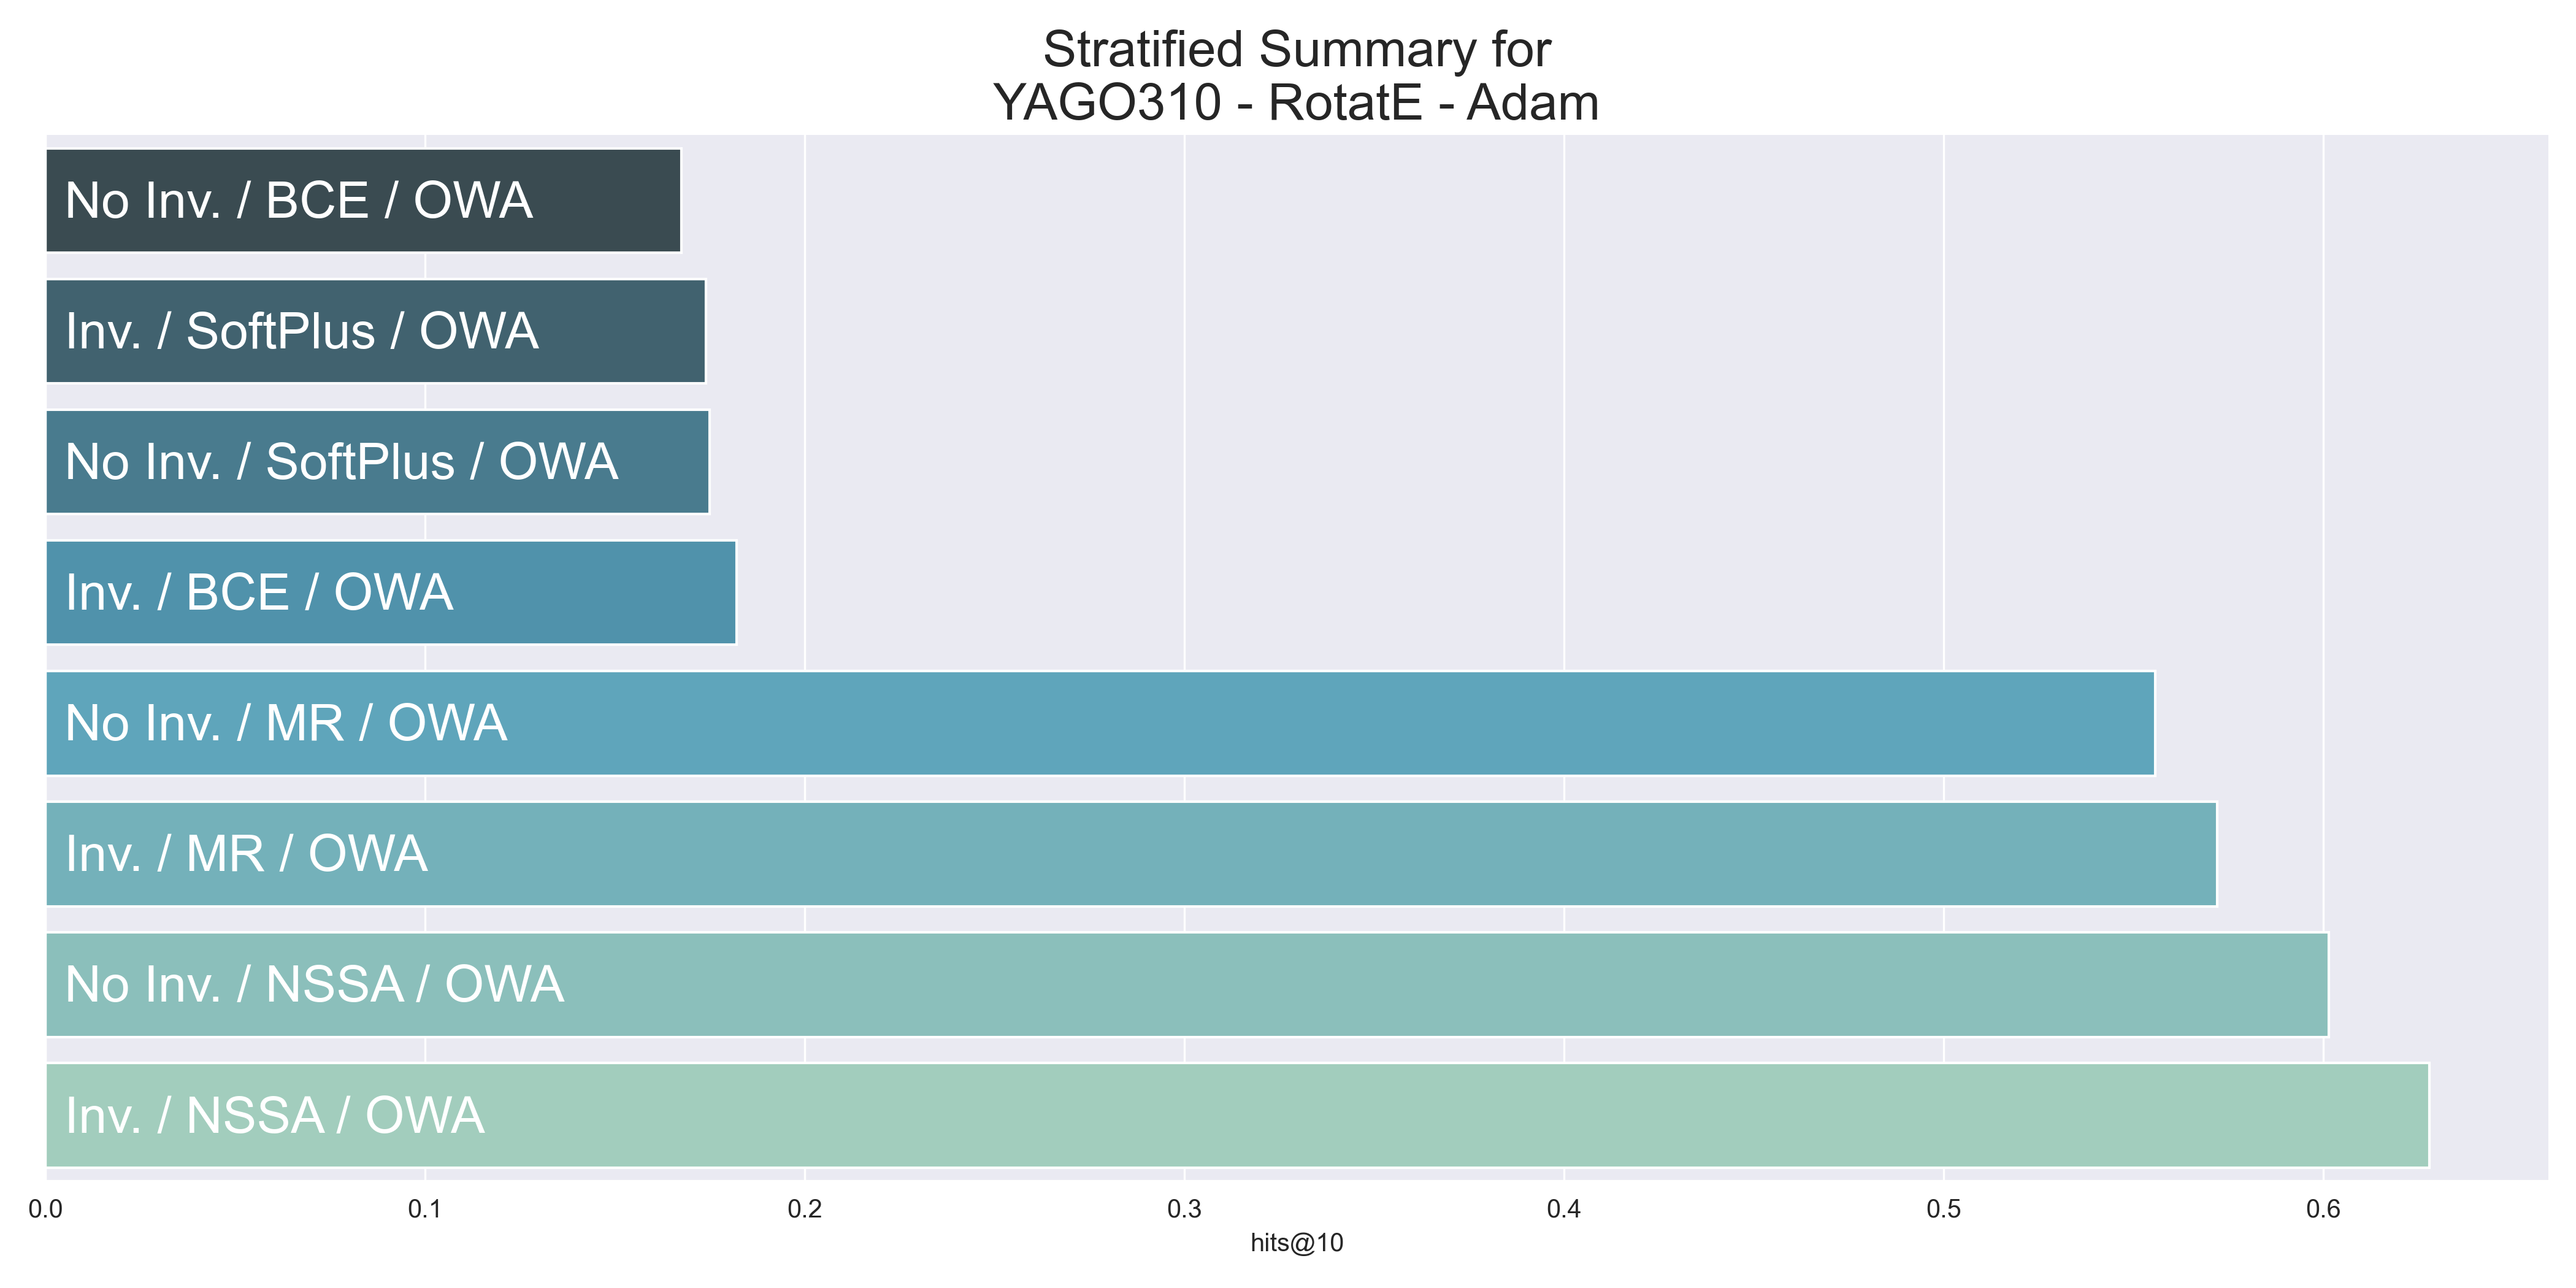 Stratified Summary for
YAGO310 - RotatE - Adam
No Inv. / BCE / OWA
Inv. / SoftPlus / OWA
No Inv. / SoftPlus / OWA
Inv. / BCE / OWA
No Inv. / MR / OWA
Inv. / MR / OWA
No Inv. / NSSA / OWA
Inv. / NSSA / OWA
0.0 0.1 0.2 0.3 0.4 0.5 0.6
hits@10